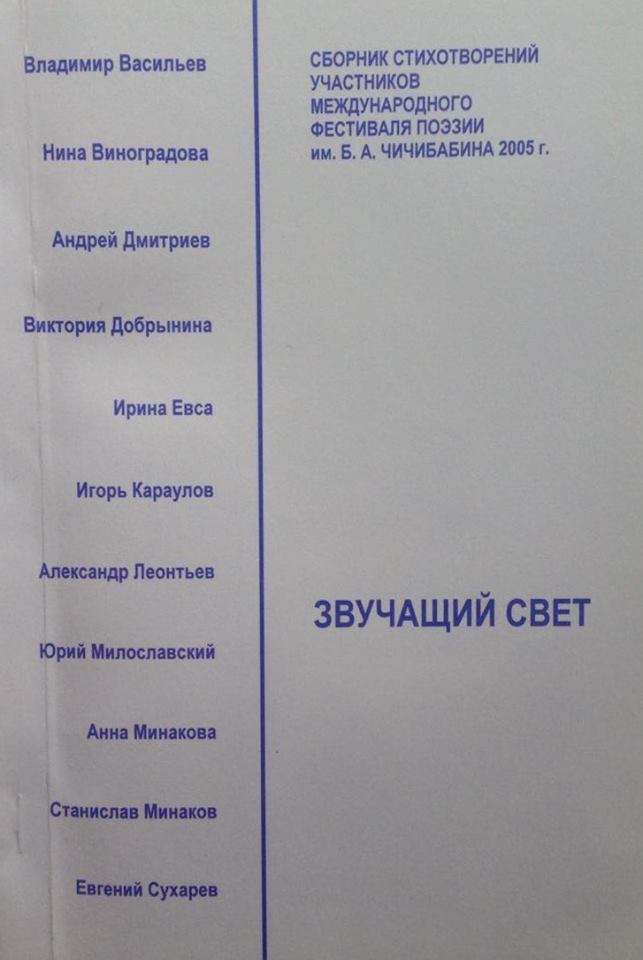 Владимир Васильев
Нина Виноградова
Андрей Дмитриев
Виктория Добрынина
Ирина Евса
Игорь Караулов
Александр Леонтьев
Юрий Милославский
Анна Минакова
Станислав Минаков
Евгений Сухарев
СБОРНИК СТИХОТВОРЕНИЙ
УЧАСТНИКОВ
МЕЖДУНАРОДНОГО
ФЕСТИВАЛЯ ПОЭЗИИ
им. Б. А. ЧИЧИБАБИНА 2005 г.
ЗВУЧАЩИЙ СВЕТ